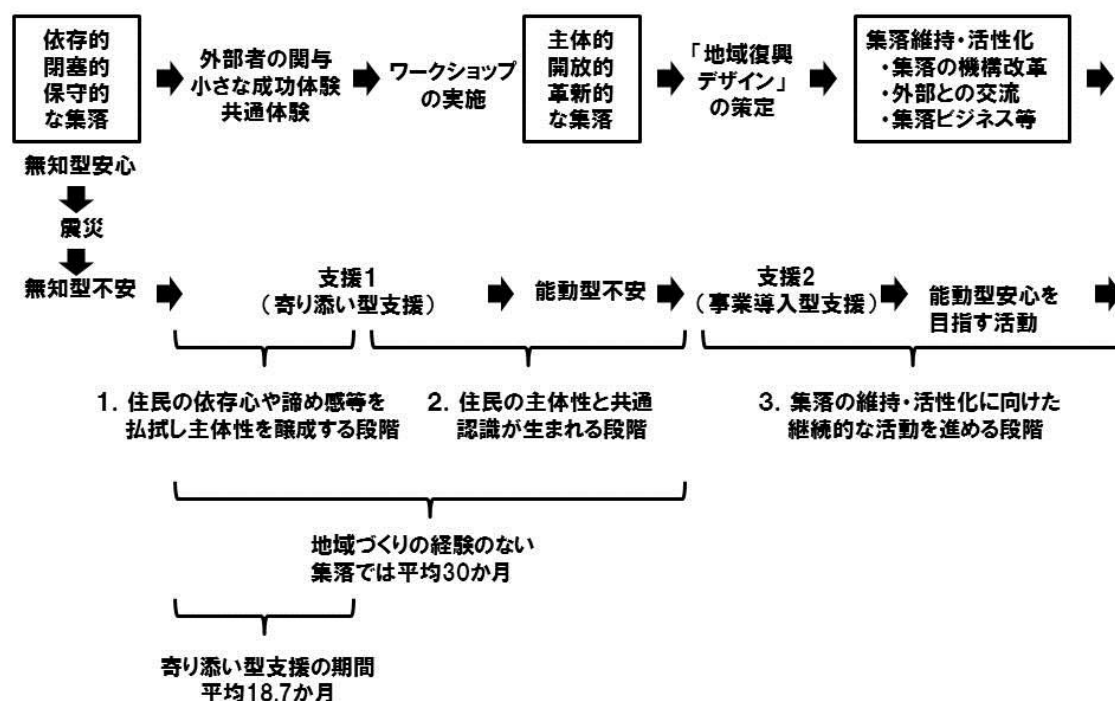 依存的
閉塞的
保守的
な集落
外部者の関与
小さな成功体験
共通体験
ワークショップ
の実施
主体的
開放的
革新的
な集落
「地域復興
デザイン」
の策定
集落維持・活性化
・集落の機構改革
・外部との交流
・集落ビジネス等
無知型安心
震災
無知型不安
支援1
（寄り添い型支援）
能動型不安
支援2
（事業導入型支援）
能動型安心を
目指す活動
1. 住民の依存心や諦め感等を
払拭し主体性を醸成する段階
2. 住民の主体性と共通
認識が生まれる段階
3. 集落の維持・活性化に向けた
継続的な活動を進める段階
地域づくりの経験のない
集落では平均30か月
寄り添い型支援の期間
平均18.7か月